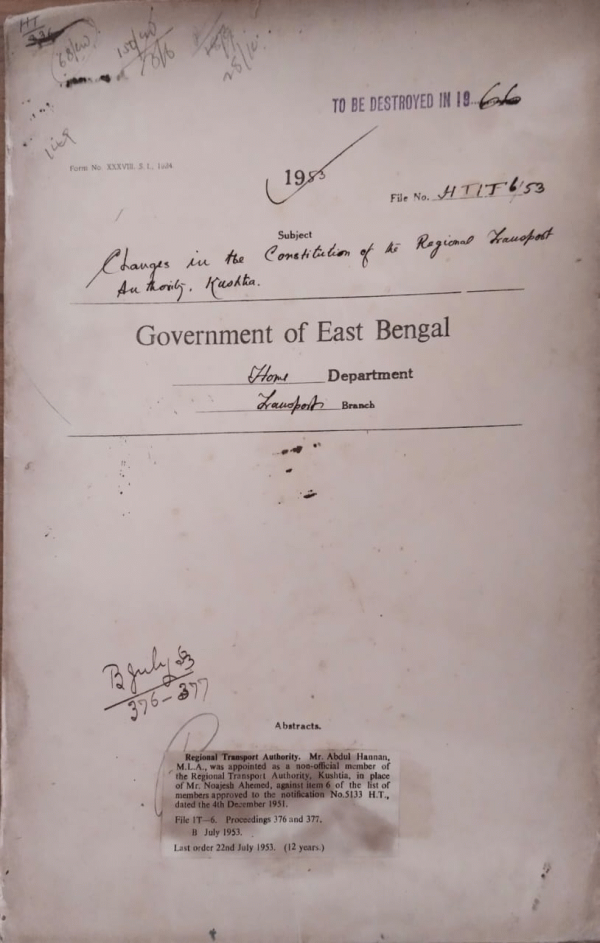 HT
TO BE DESTROYED IN 19 66
Form No. XXXVIII. S. I., 1
1953
File No. HT 1T 6/53
Subject
Changes in the Constitution of the Regional Transport
Authority, Kushtia.
Government of East Bengal
Home Department
Transport Branch
B July 53
376-377
Abstracts.
Regional Transport Authority. Mr. Abdul Hannan,
M.L.A., was appointed as a non-official member of
the Regional Transport Authority, Kushtia, in place
of Mr. Noajesh Ahemed, against item 6 of the list of
members approved to the notification No.5133 H.T.,
dated the 4th December 1951.
File 1T—6. Proceedings 376 and 377.
B July 1953.
Last order 22nd July 1953. (12 years.)